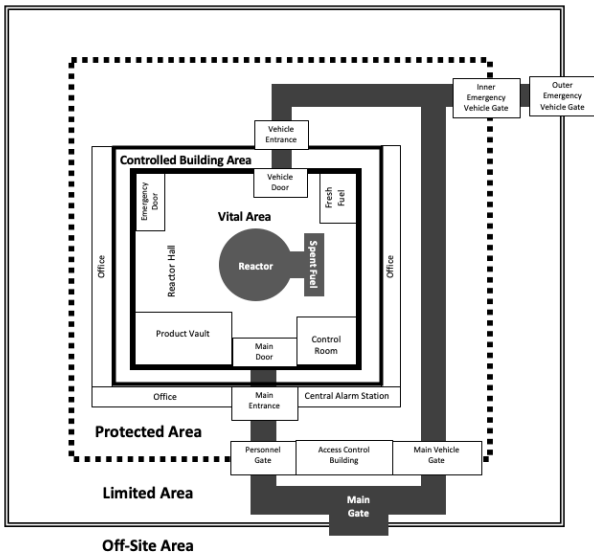 Inner
Emergency
Vehicle Gate
Outer
Emergency
Vehicle Gate
Vehicle
Entrance
Controlled Building Area
Vehicle
Door
Emergency
Door
Fresh
Fuel
Vital Area
Office
Reactor Hall
Reactor
Spent Fuel
Office
Product Vault
Main
Door
Control
Room
Office
Main
Entrance
Central Alarm Station
Protected Area
Personnel
Gate
Access Control
Building
Main Vehicle
Gate
Limited Area
Main
Gate
Off-Site Area